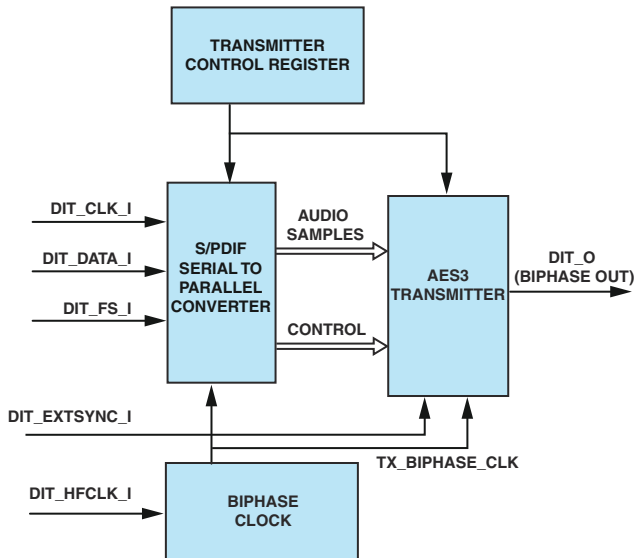 TRANSMITTER
CONTROL REGISTER
DIT_CLK_I
DIT_DATA_I
DIT_FS_I
S/PDIF
SERIAL TO
PARALLEL
CONVERTER
AUDIO
SAMPLES
CONTROL
AES3
TRANSMITTER
DIT_O
(BIPHASE OUT)
DIT_EXTSYNC_I
TX_BIPHASE_CLK
DIT_HFCLK_I
BIPHASE
CLOCK